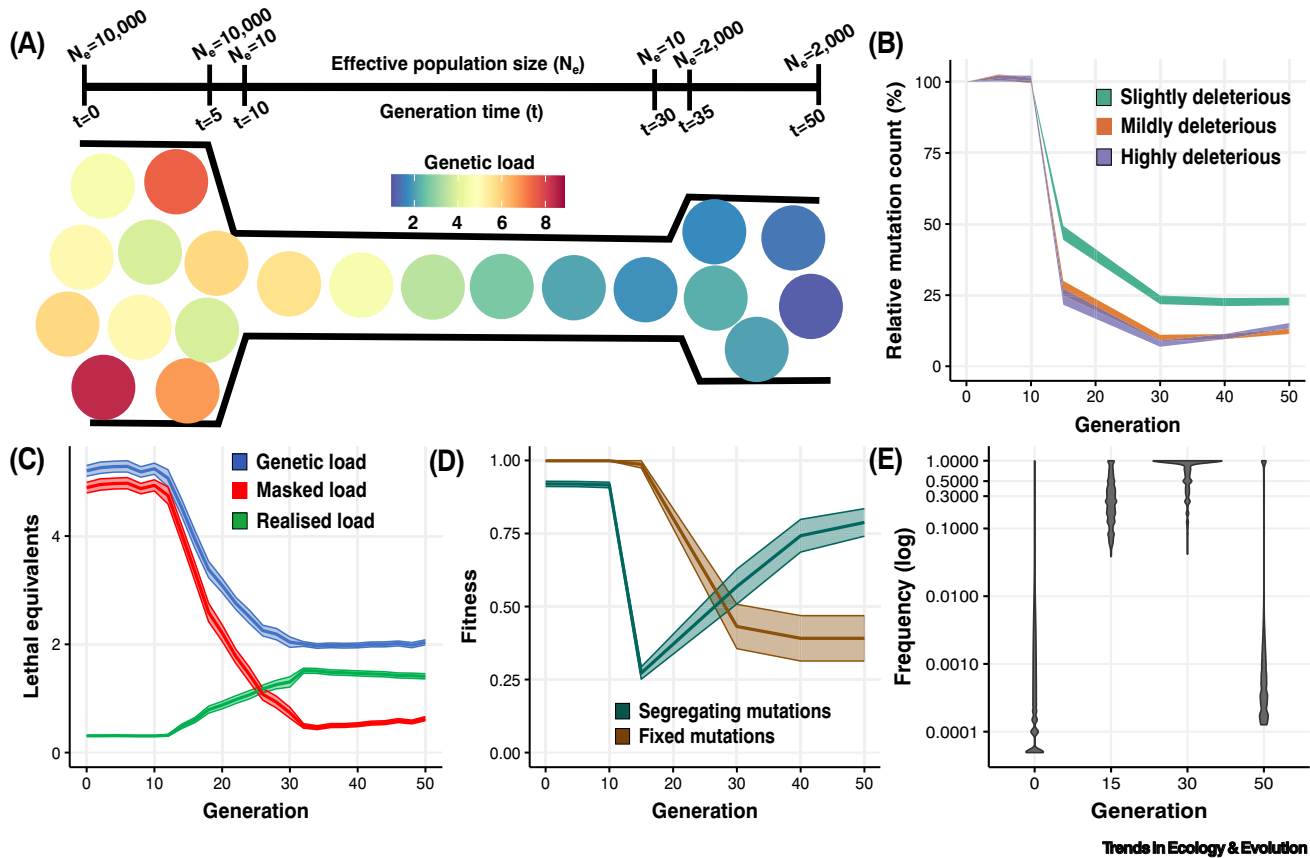 (A)
Ne=10,000
Ne=10,000
Ne=10
Ne=10
Ne=2,000
Ne=2,000
Effective population size (Ne)
Generation time (t)
t=0
t=5
t=10
t=30
t=35
t=50
Genetic load
2 4 6 8
(B)
Relative mutation count (%)
100
75
50
25
0
Slightly deleterious
Mildly deleterious
Highly deleterious
0 10 20 30 40 50
Generation
(C)
Lethal equivalents
4
2
0
Genetic load
Masked load
Realised load
0 10 20 30 40 50
Generation
(D)
Fitness
1.00
0.75
0.50
0.25
0.00
Segregating mutations
Fixed mutations
0 10 20 30 40 50
Generation
(E)
Frequency (log)
1.0000
0.5000
0.3000
0.1000
0.0100
0.0010
0.0001
0 15 30 50
Generation
Trends in Ecology & Evolution